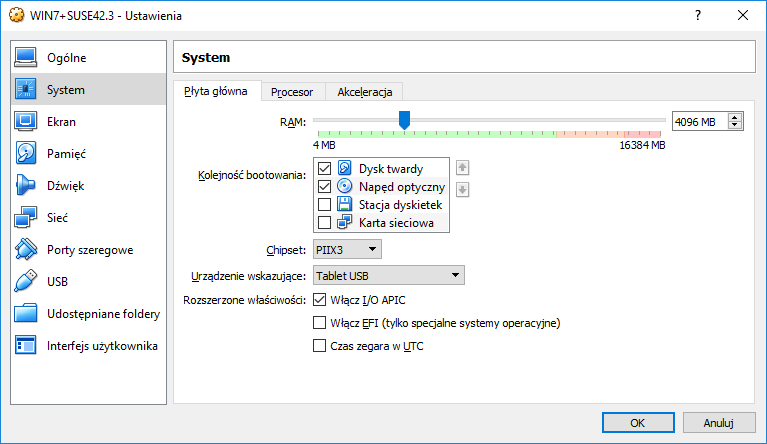 WIN7+SUSE42.3 - Ustawienia
?
Ogólne
System
Ekran
Pamięć
Dźwięk
Sieć
Porty szeregowe
USB
Udostępniane foldery
Interfejs użytkownika
System
Płyta główna
Procesor
Akceleracja
RAM:
4096 MB
4 MB
16384 MB
Kolejność bootowania:
Dysk twardy
Napęd optyczny
Stacja dyskietek
Karta sieciowa
Chipset:
PIIX3
Urządzenie wskazujące:
Tablet USB
Rozszerzone właściwości:
Włącz I/O APIC
Włącz EFI (tylko specjalne systemy operacyjne)
Czas zegara w UTC
OK
Anuluj